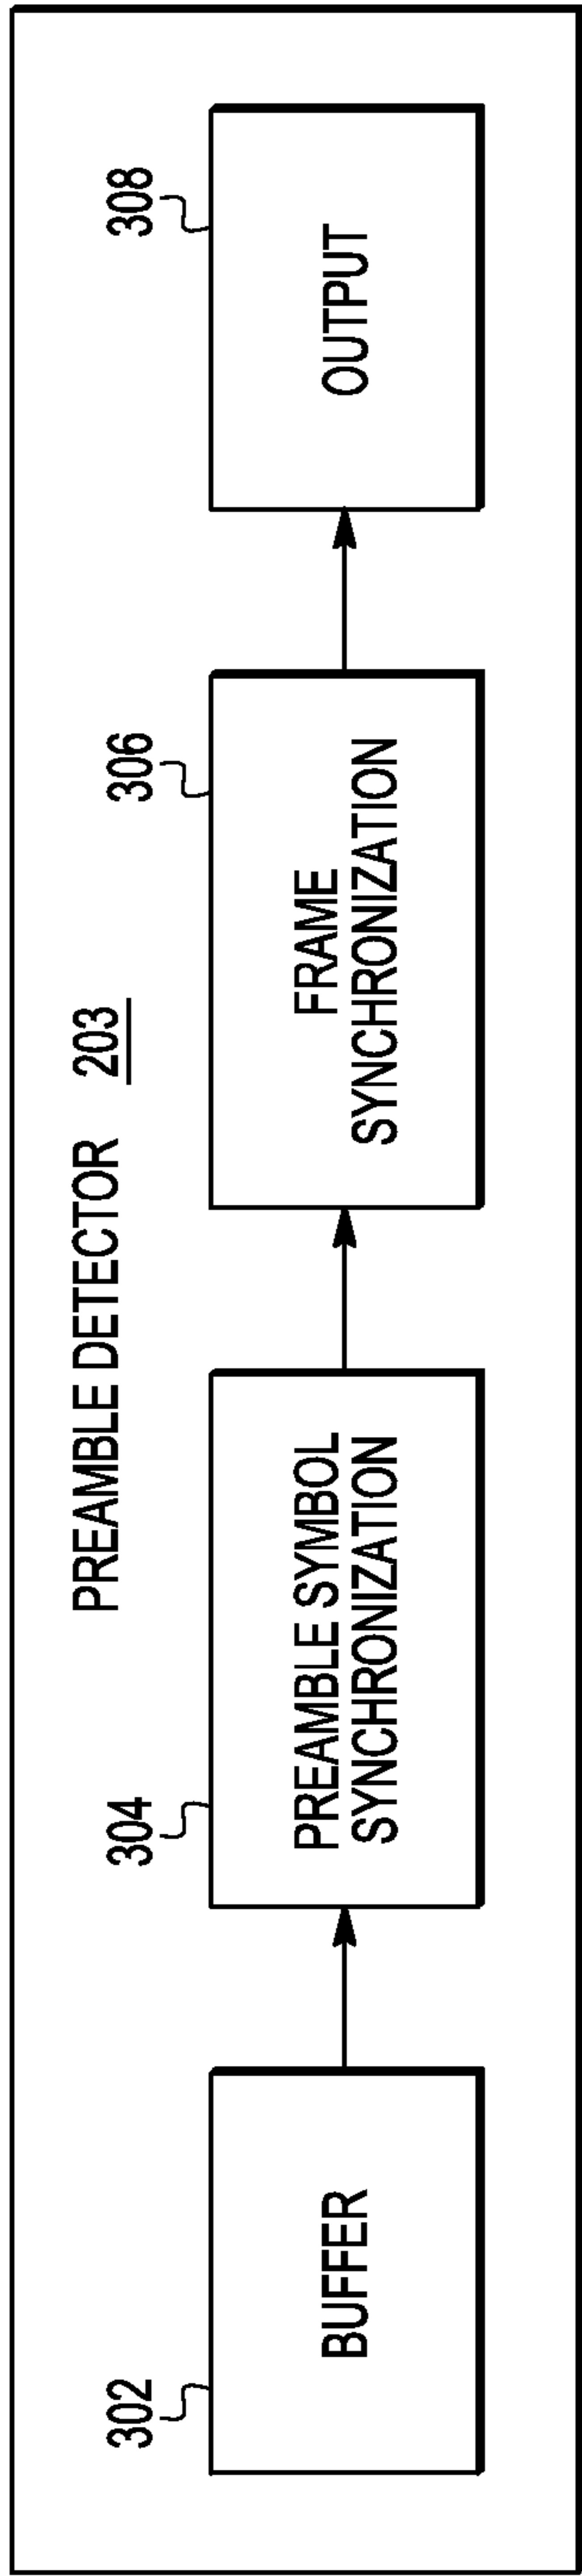 PREAMBLE DETECTOR 203
302
BUFFER
304
PREAMBLE SYMBOL
SYNCHRONIZATION
306
FRAME
SYNCHRONIZATION
308
OUTPUT